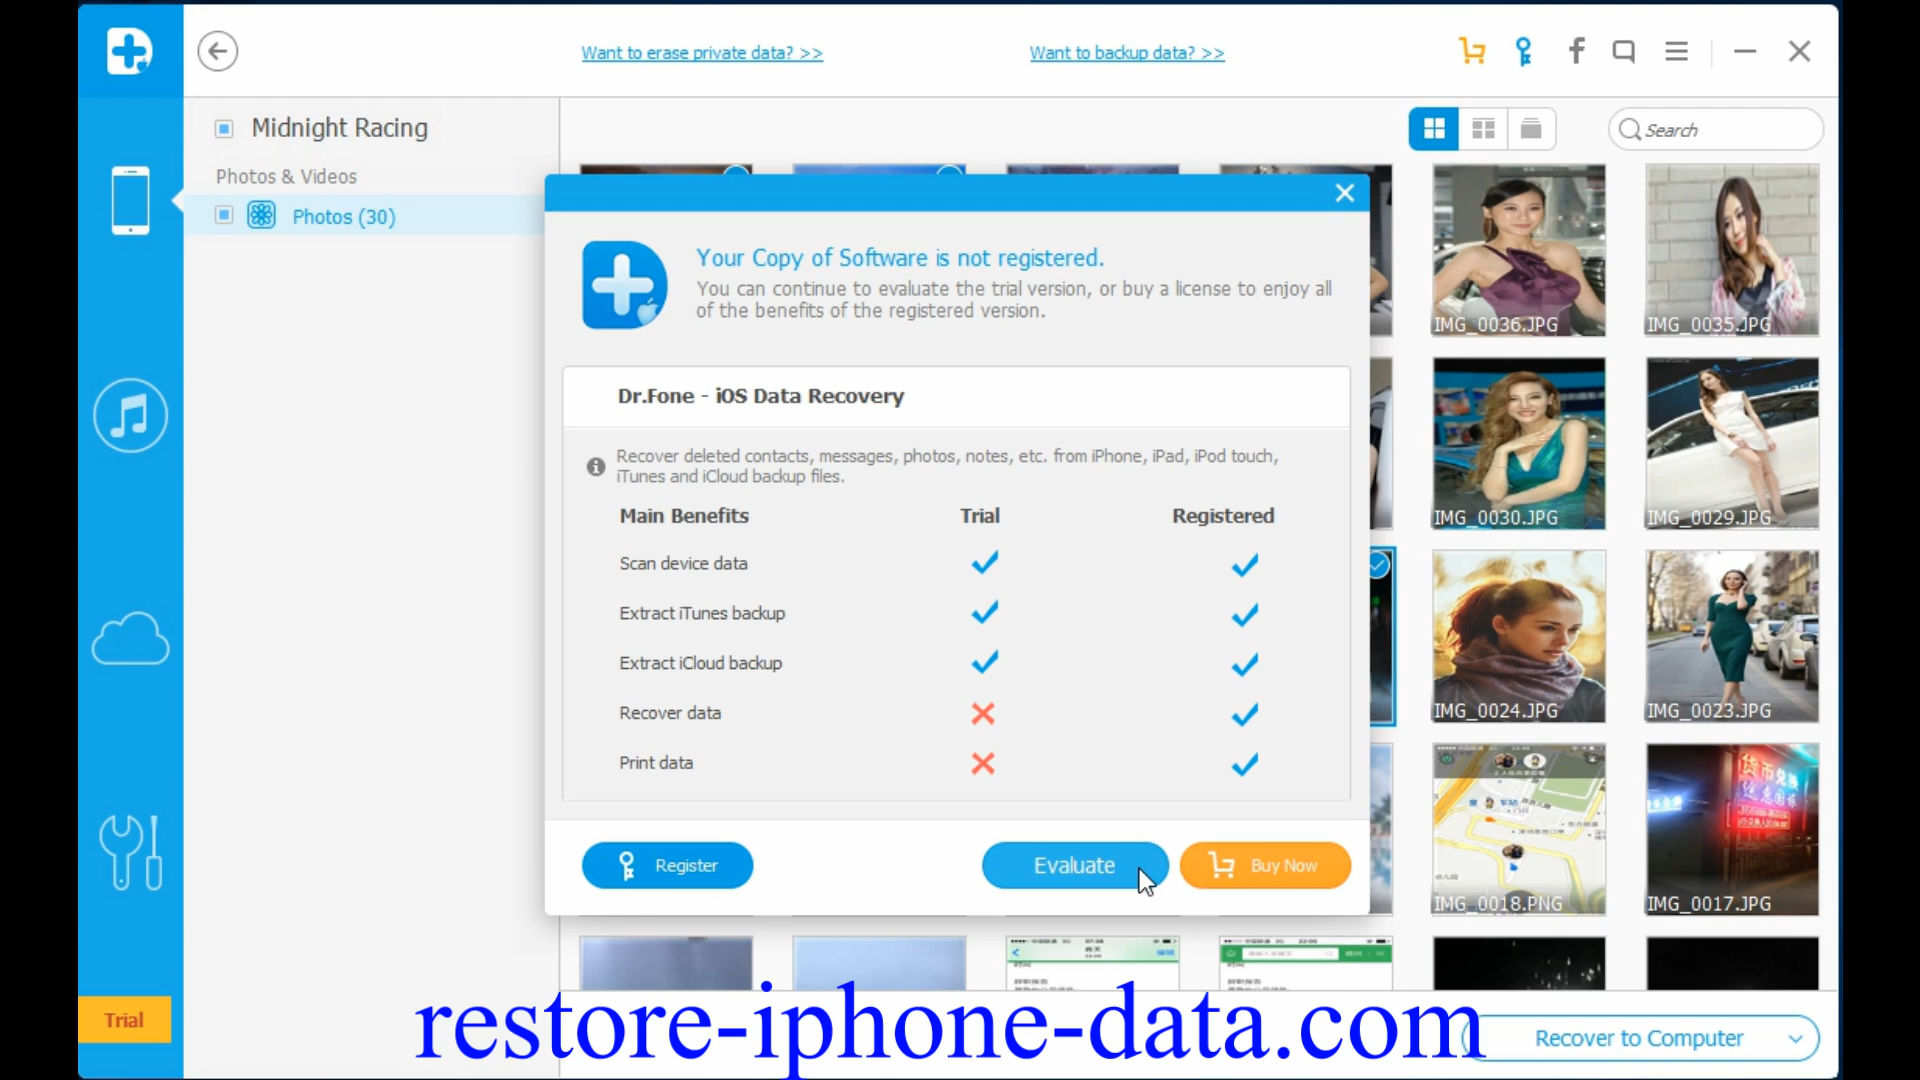 Want to erase private data? >>
Want to backup data? >>
Midnight Racing
Search
Photos & Videos
Photos (30)
Your Copy of Software is not registered.
You can continue to evaluate the trial version, or buy a license to enjoy all
of the benefits of the registered version.
IMG_0036.JPG
IMG_0035.JPG
Dr.Fone - iOS Data Recovery
Recover deleted contacts, messages, photos, notes, etc. from iPhone, iPad, iPod touch,
iTunes and iCloud backup files.
Main Benefits Trial Registered
IMG_0030.JPG
IMG_0029.JPG
Scan device data
Extract iTunes backup
Extract iCloud backup
Recover data
IMG_0024.JPG
IMG_0023.JPG
Print data
货币兑换
Register
Evaluate
Buy Now
IMG_0018.PNG
IMG_0017.JPG
Trial
restore-iphone-data.com
Recover to Computer